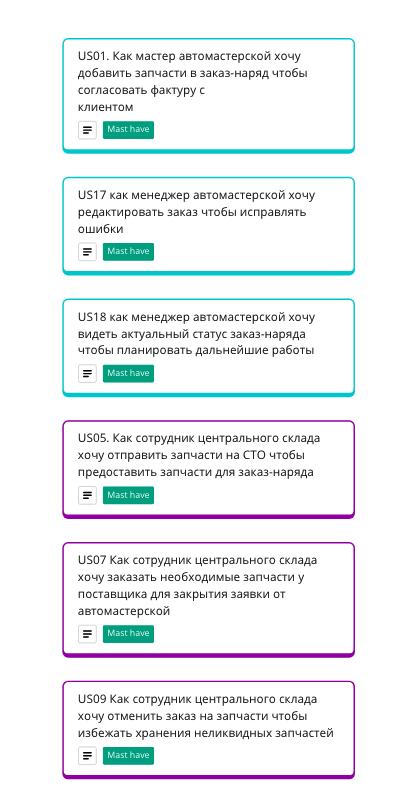 US01. Как мастер автомастерской хочу
добавить запчасти в заказ-наряд чтобы
согласовать фактуру с
клиентом
Mast have
US17 как менеджер автомастерской хочу
редактировать заказ чтобы исправлять
ошибки
Mast have
US18 как менеджер автомастерской хочу
видеть актуальный статус заказ-наряда
чтобы планировать дальнейшие работы
Mast have
US05. Как сотрудник центрального склада
хочу отправить запчасти на СТО чтобы
предоставить запчасти для заказ-наряда
Mast have
US07 Как сотрудник центрального склада
хочу заказать необходимые запчасти у
поставщика для закрытия заявки от
автомастерской
Mast have
US09 Как сотрудник центрального склада
хочу отменить заказ на запчасти чтобы
избежать хранения неликвидных запчастей
Mast have